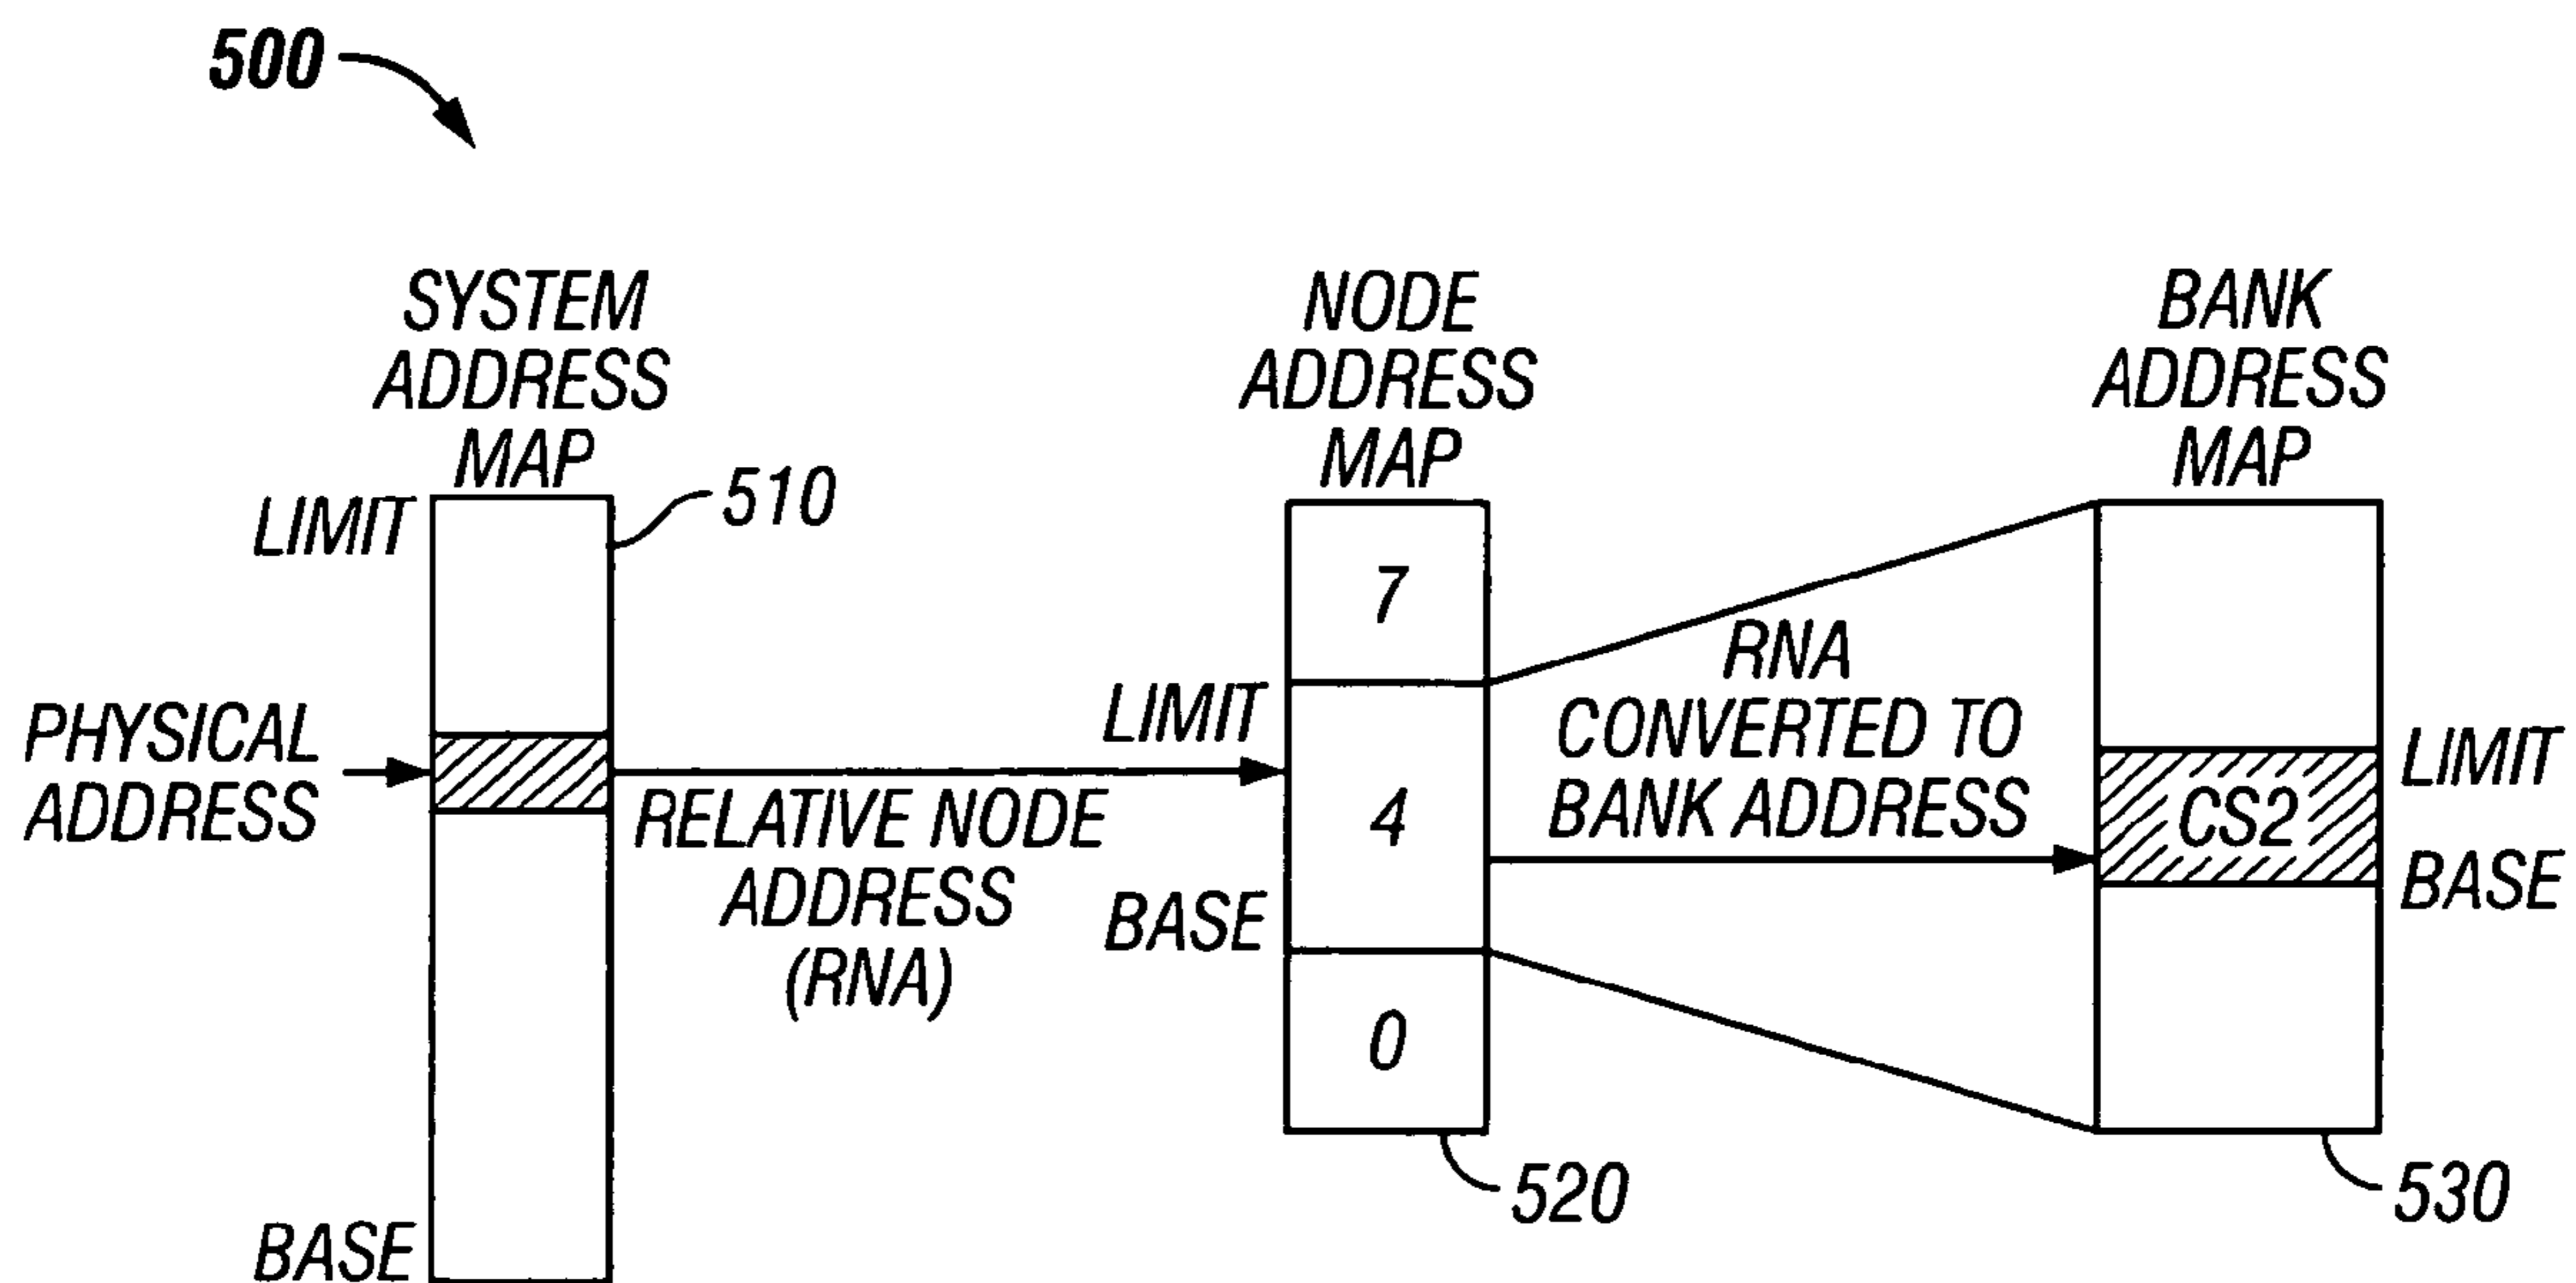 500
SYSTEM
ADDRESS
MAP
LIMIT
510
PHYSICAL
ADDRESS
BASE
RELATIVE NODE
ADDRESS
(RNA)
NODE
ADDRESS
MAP
LIMIT
BASE
7
4
0
520
RNA
CONVERTED TO
BANK ADDRESS
BANK
ADDRESS
MAP
CS2
LIMIT
BASE
530